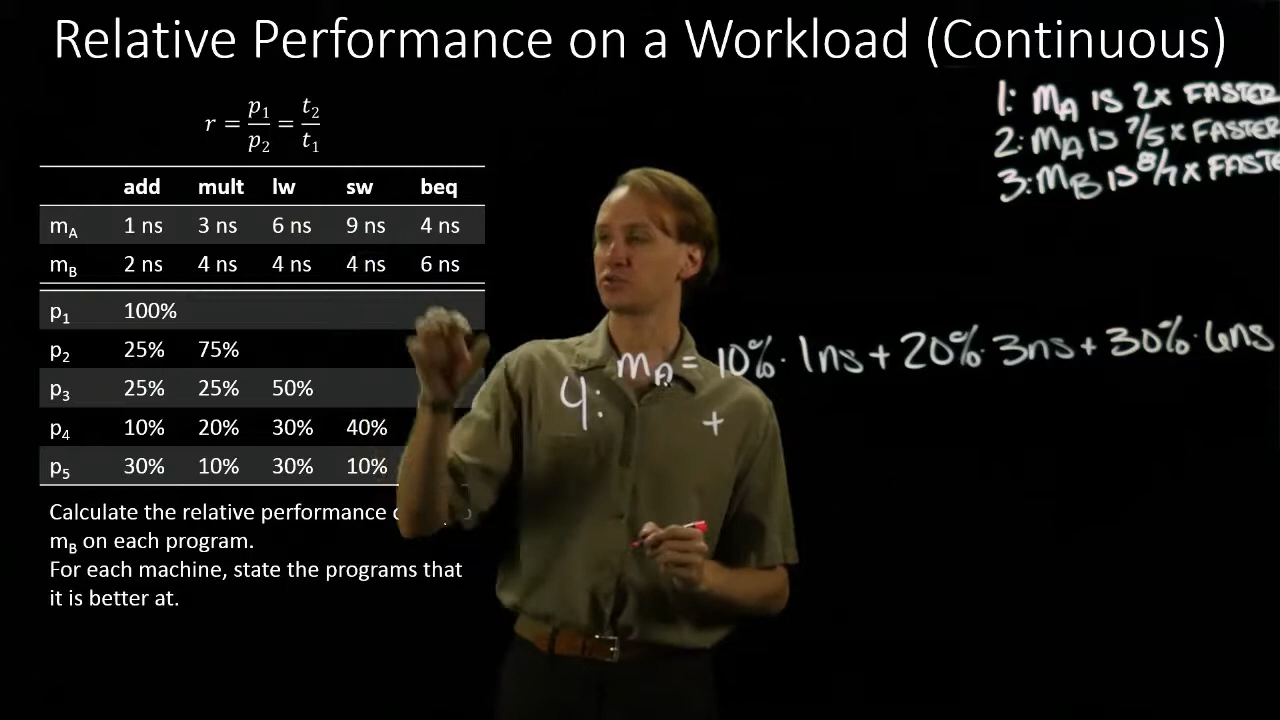 Relative Performance on a Workload (Continuous)
r = p₁/p₂ = t₂/t₁
add mult lw sw beq
mA 1 ns 3 ns 6 ns 9 ns 4 ns
mB 2 ns 4 ns 4 ns 4 ns 6 ns
p₁ 100%
p₂ 25% 75%
p₃ 25% 25% 50%
p₄ 10% 20% 30% 40%
p₅ 30% 10% 30% 10%
Calculate the relative performance
mB on each program.
For each machine, state the programs that
it is better at.
1: mA IS 2x FASTER
2: mA IS 7/5 x FASTER
3: mB IS 8/7 x FASTE
4: mA = 10% · 1ns + 20% · 3ns + 30% · 6ns
+